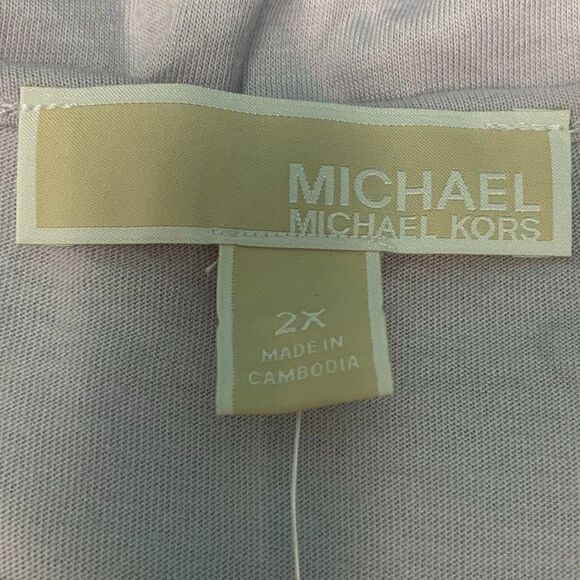 MICHAEL
MICHAEL KORS
2X
MADE IN
CAMBODIA